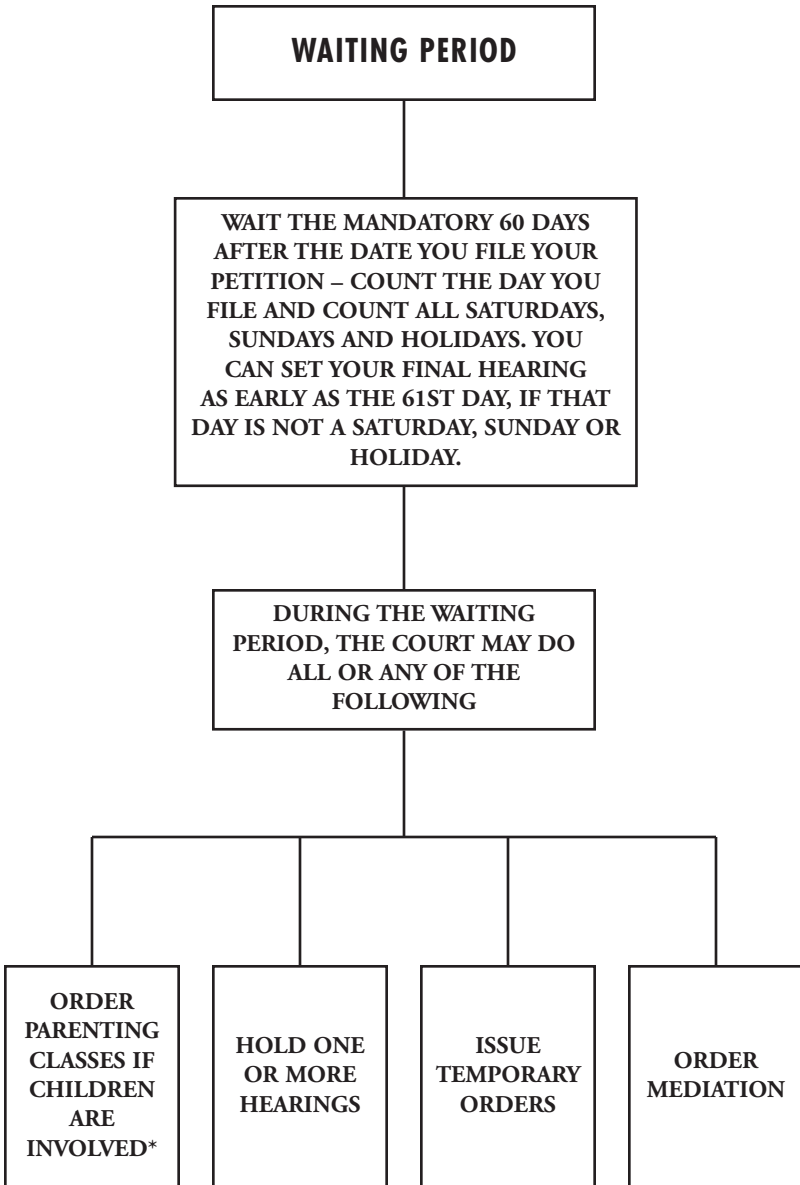 WAITING PERIOD
WAIT THE MANDATORY 60 DAYS
AFTER THE DATE YOU FILE YOUR
PETITION – COUNT THE DAY YOU
FILE AND COUNT ALL SATURDAYS,
SUNDAYS AND HOLIDAYS. YOU
CAN SET YOUR FINAL HEARING
AS EARLY AS THE 61ST DAY, IF THAT
DAY IS NOT A SATURDAY, SUNDAY OR
HOLIDAY.
DURING THE WAITING
PERIOD, THE COURT MAY DO
ALL OR ANY OF THE
FOLLOWING
ORDER
PARENTING
CLASSES IF
CHILDREN
ARE
INVOLVED*
HOLD ONE
OR MORE
HEARINGS
ISSUE
TEMPORARY
ORDERS
ORDER
MEDIATION